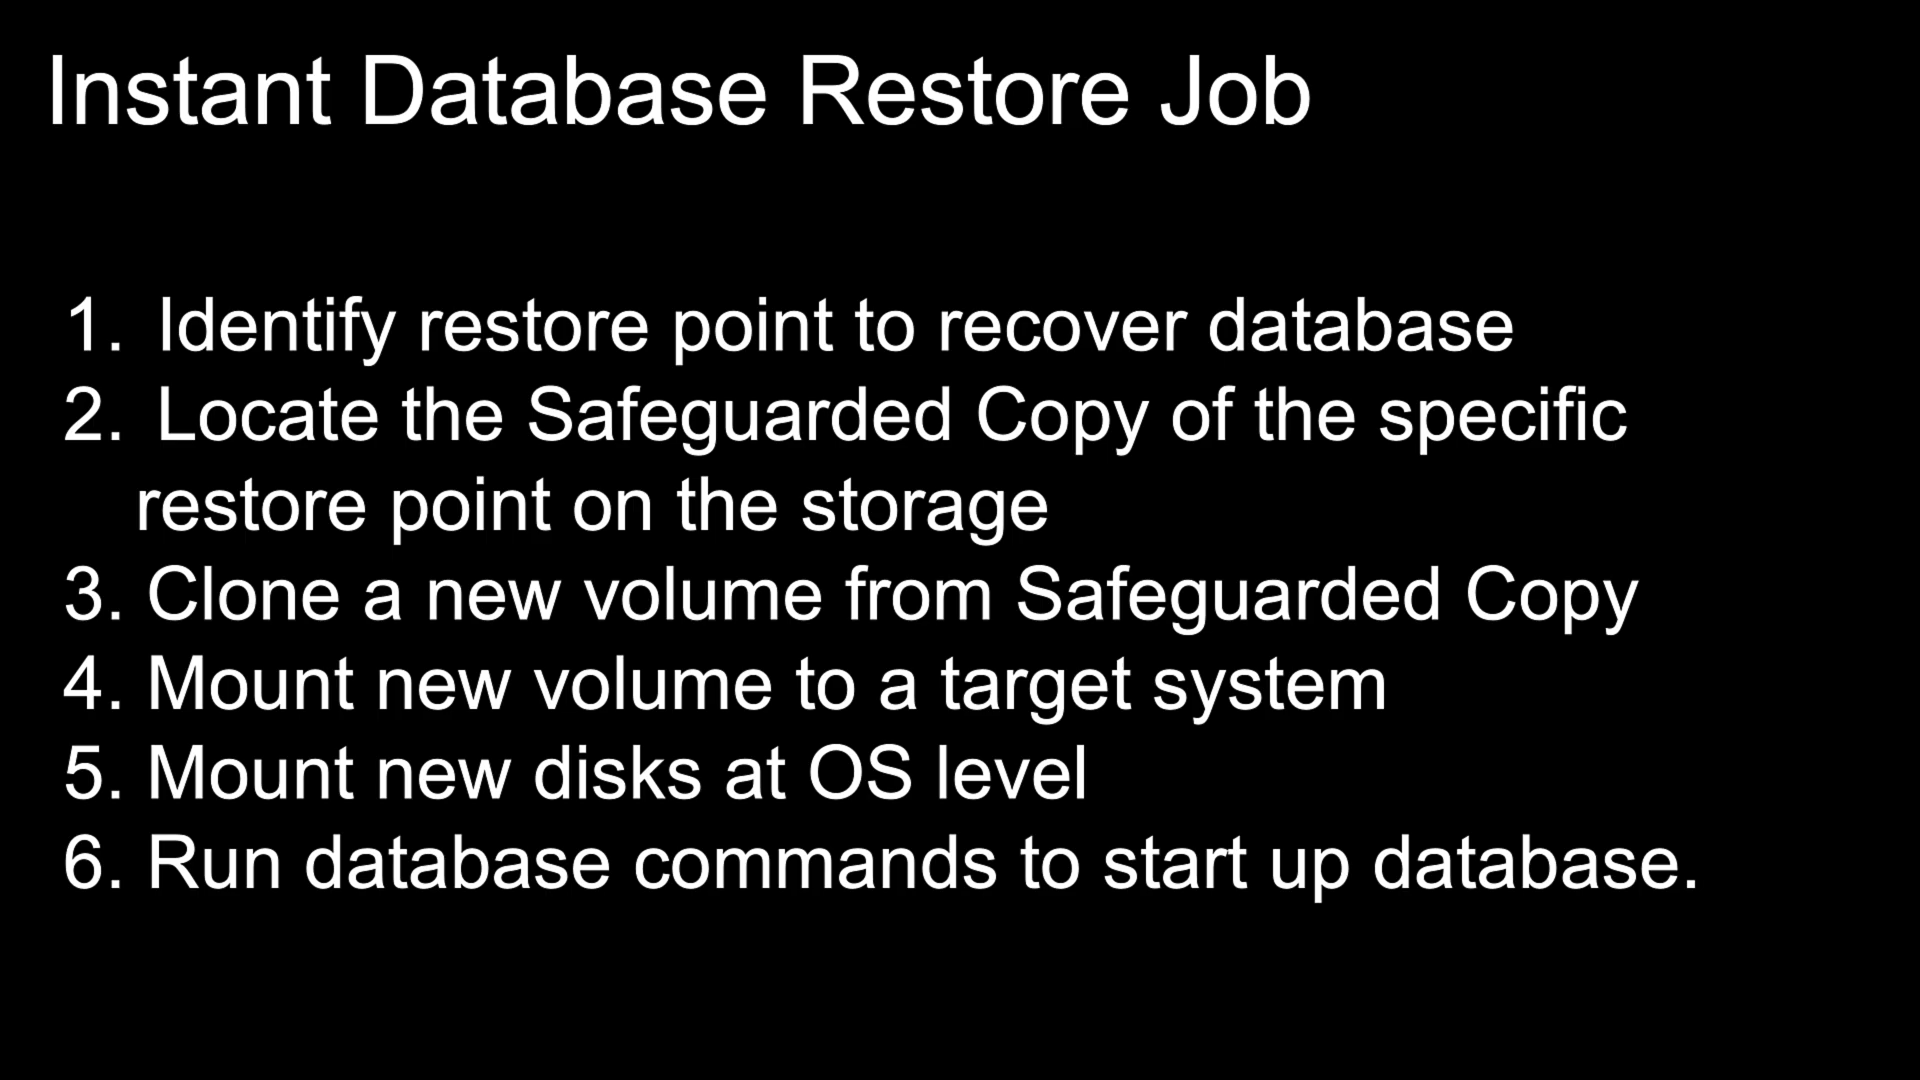 Instant Database Restore Job
1. Identify restore point to recover database
2. Locate the Safeguarded Copy of the specific
restore point on the storage
3. Clone a new volume from Safeguarded Copy
4. Mount new volume to a target system
5. Mount new disks at OS level
6. Run database commands to start up database.